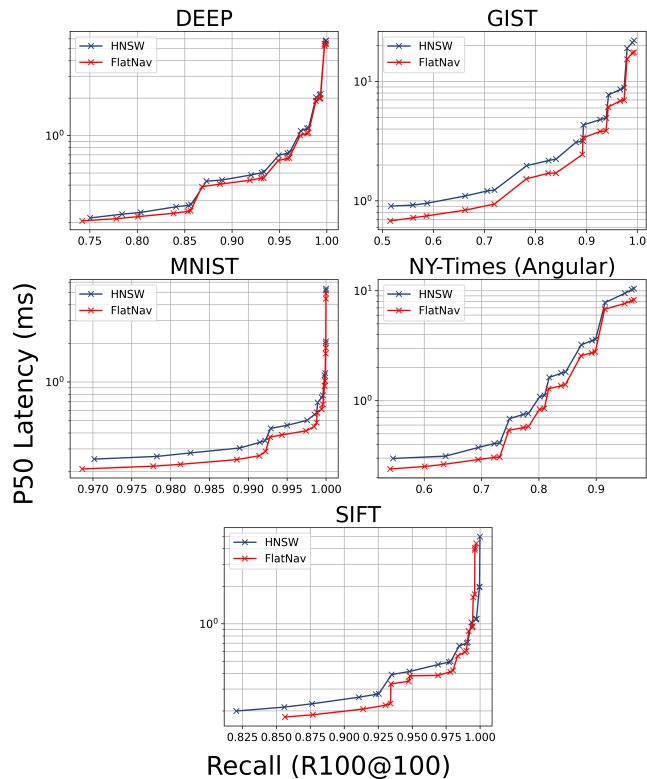 DEEP
HNSW
FlatNav
10⁰
0.75 0.80 0.85 0.90 0.95 1.00
GIST
HNSW
FlatNav
10¹
10⁰
0.5 0.6 0.7 0.8 0.9 1.0
MNIST
HNSW
FlatNav
10⁰
0.970 0.975 0.980 0.985 0.990 0.995 1.000
NY-Times (Angular)
HNSW
FlatNav
10¹
10⁰
0.6 0.7 0.8 0.9
P50 Latency (ms)
SIFT
HNSW
FlatNav
10⁰
0.825 0.850 0.875 0.900 0.925 0.950 0.975 1.000
Recall (R100@100)